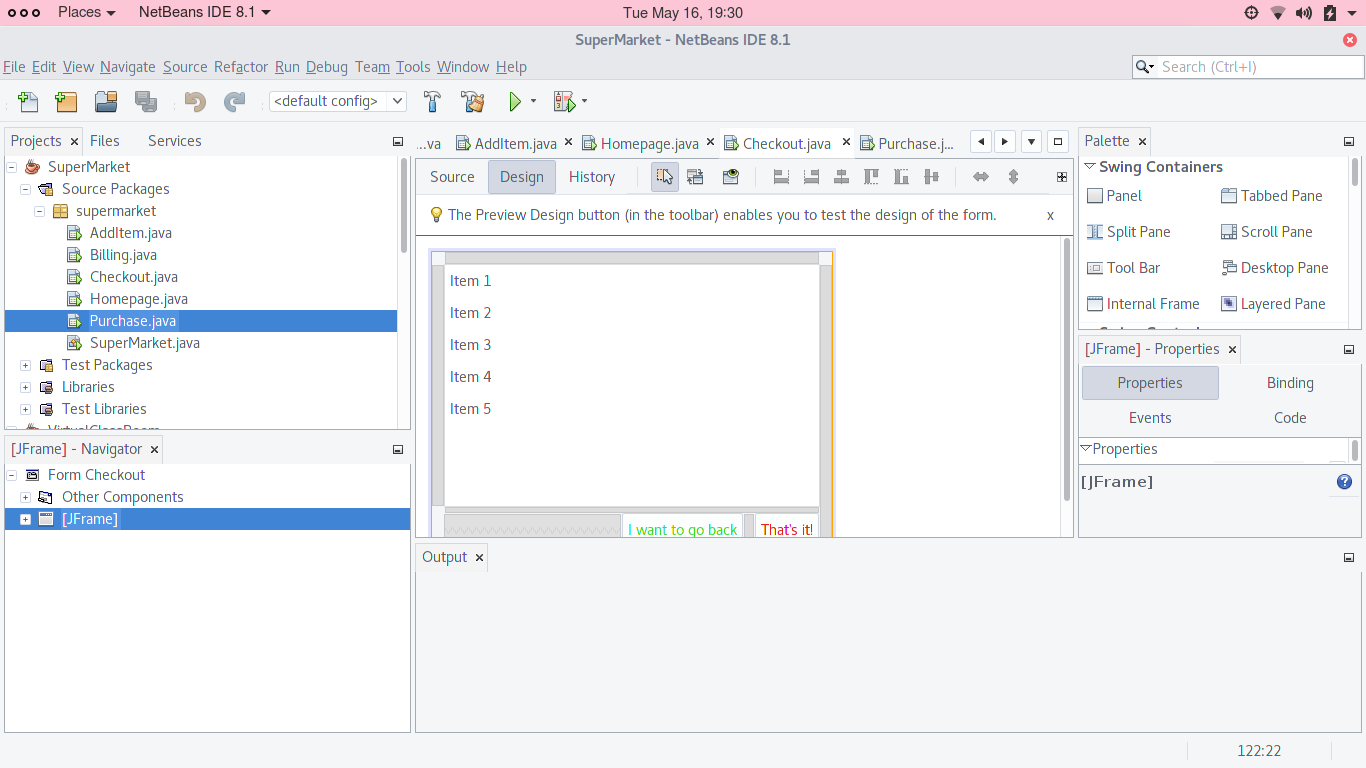 Places NetBeans IDE 8.1 Tue May 16, 19:30
SuperMarket - NetBeans IDE 8.1
File Edit View Navigate Source Refactor Run Debug Team Tools Window Help Search (Ctrl+I)
<default config>
Projects Files Services
SuperMarket
Source Packages
supermarket
AddItem.java
Billing.java
Checkout.java
Homepage.java
Purchase.java
SuperMarket.java
Test Packages
Libraries
Test Libraries
[JFrame] - Navigator
Form Checkout
Other Components
[JFrame]
...va AddItem.java Homepage.java Checkout.java Purchase.j...
Source Design History
The Preview Design button (in the toolbar) enables you to test the design of the form. x
Item 1
Item 2
Item 3
Item 4
Item 5
I want to go back That's it!
Output
Palette
Swing Containers
Panel Tabbed Pane
Split Pane Scroll Pane
Tool Bar Desktop Pane
Internal Frame Layered Pane
[JFrame] - Properties
Properties Binding
Events Code
Properties
[JFrame]
122:22